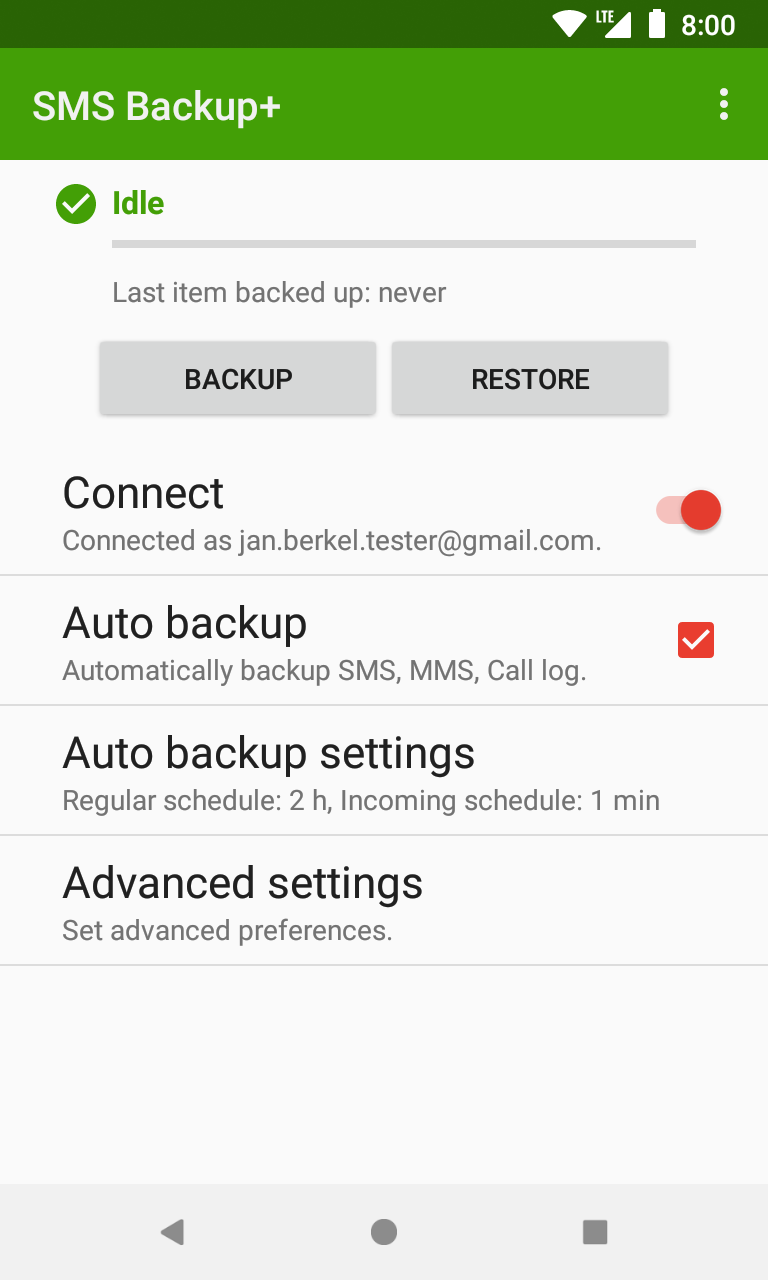 LTE 8:00
SMS Backup+
Idle
Last item backed up: never
BACKUP RESTORE
Connect
Connected as jan.berkel.tester@gmail.com.
Auto backup
Automatically backup SMS, MMS, Call log.
Auto backup settings
Regular schedule: 2 h, Incoming schedule: 1 min
Advanced settings
Set advanced preferences.